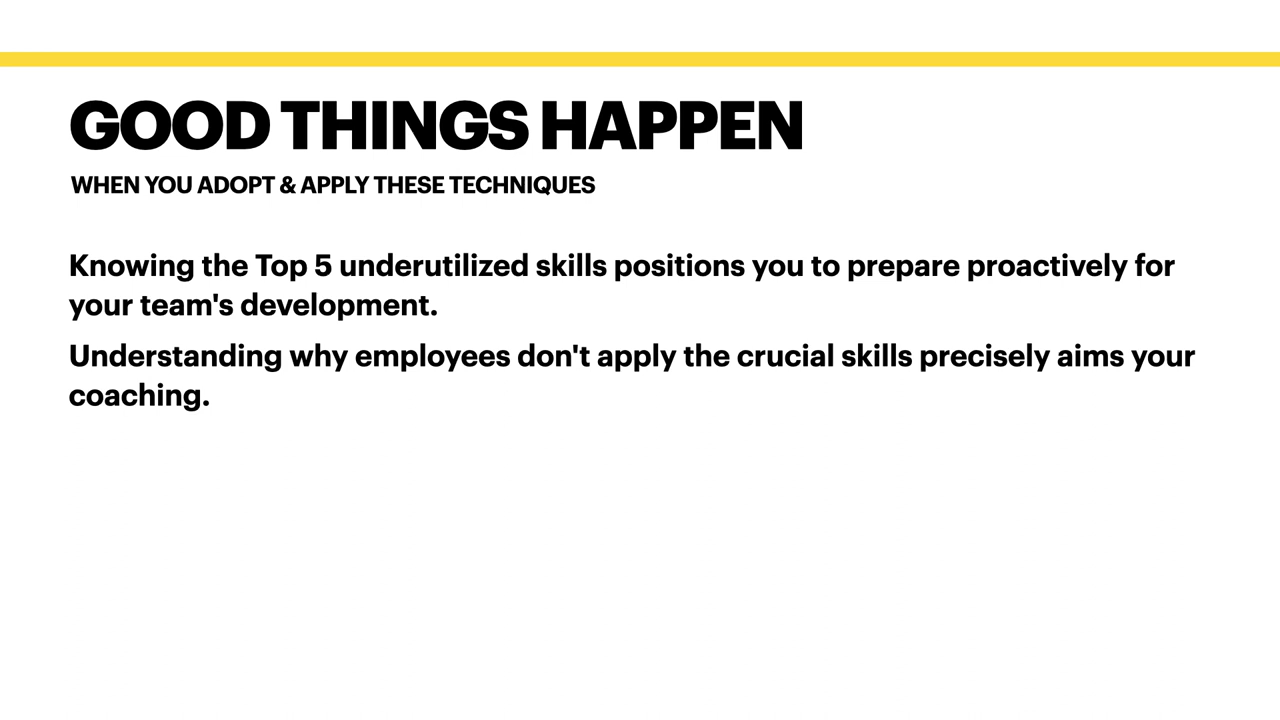 GOOD THINGS HAPPEN
WHEN YOU ADOPT & APPLY THESE TECHNIQUES
Knowing the Top 5 underutilized skills positions you to prepare proactively for
your team's development.
Understanding why employees don't apply the crucial skills precisely aims your
coaching.